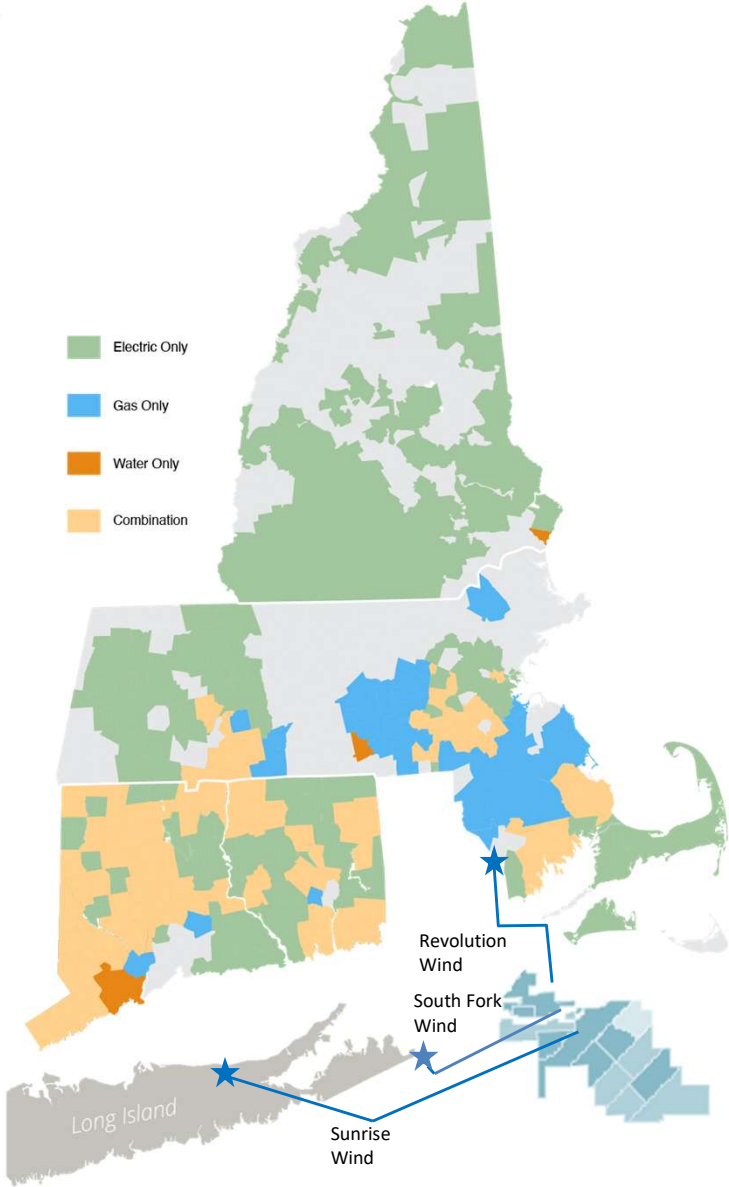 Electric Only
Gas Only
Water Only
Combination
Revolution
Wind
South Fork
Wind
Long Island
Sunrise
Wind